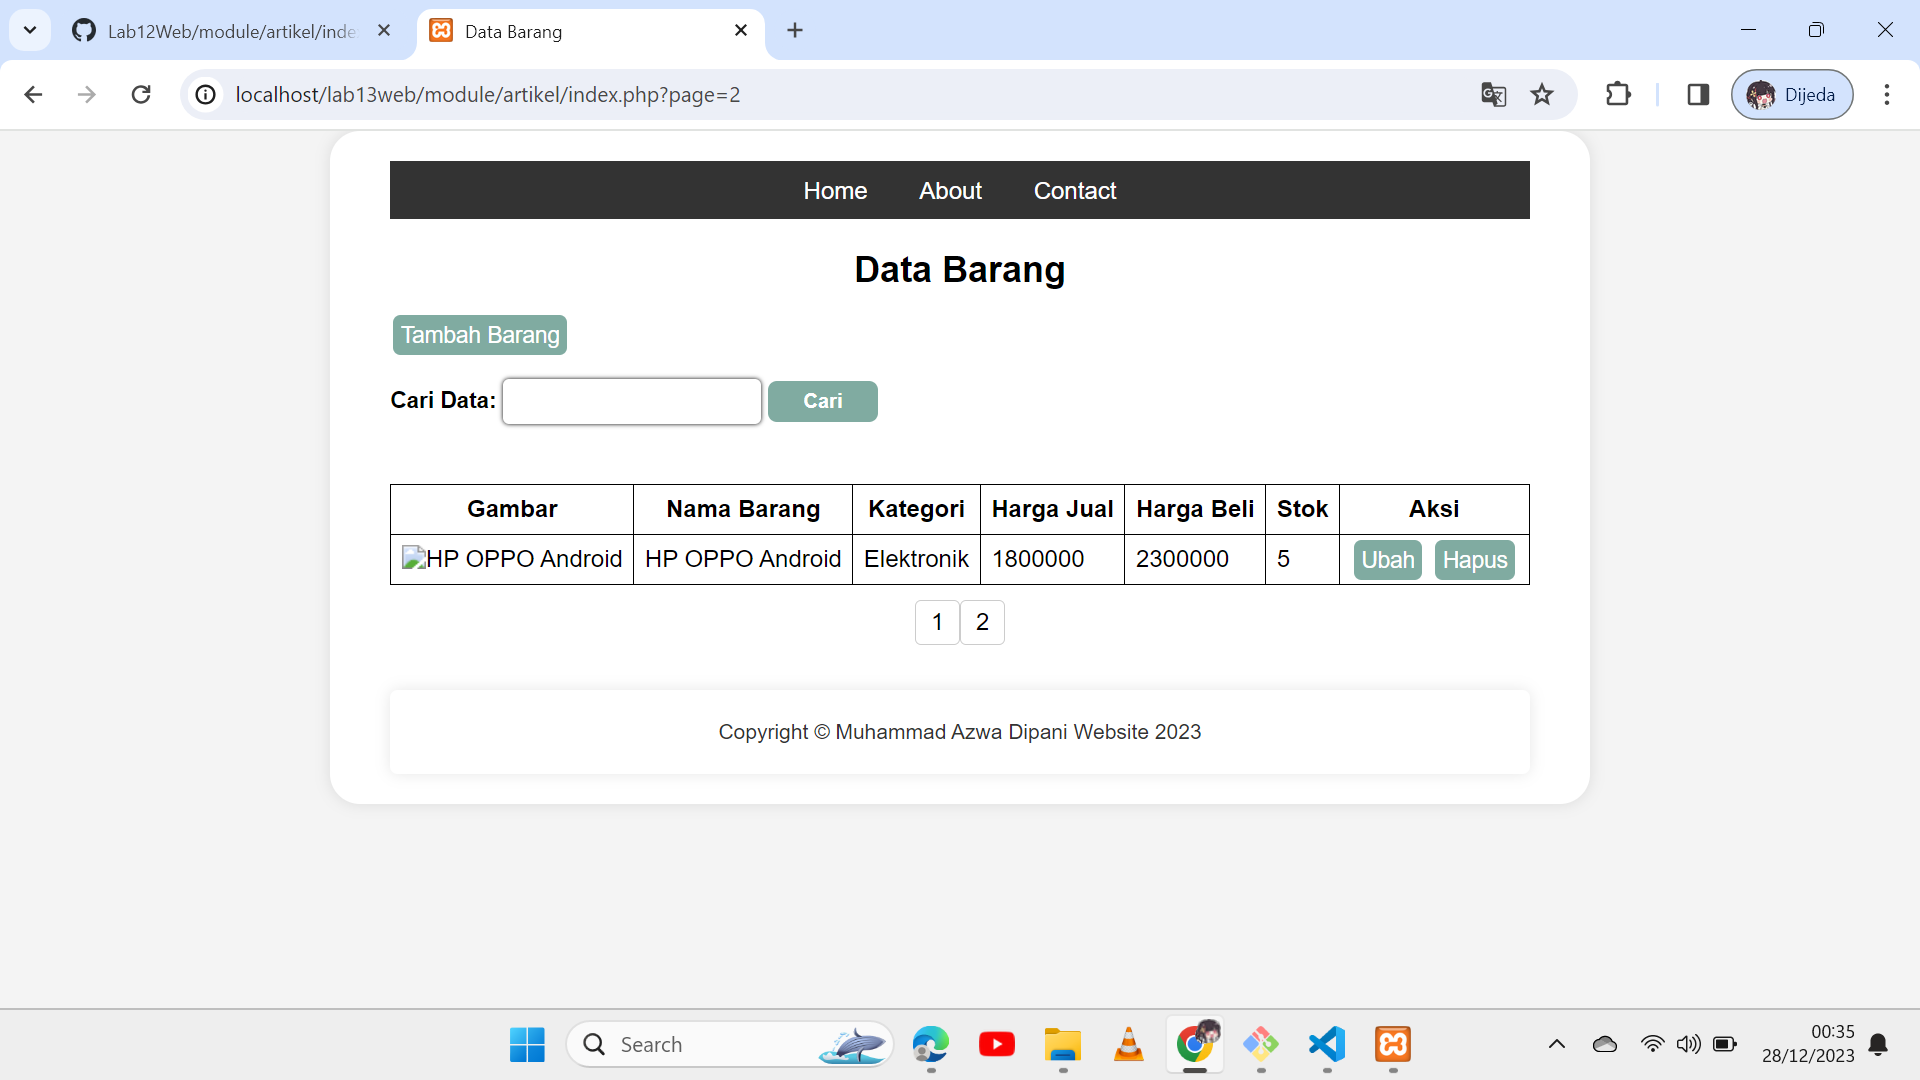 Lab12Web/module/artikel/inde
Data Barang
localhost/lab13web/module/artikel/index.php?page=2
Dijeda
Home About Contact
Data Barang
Tambah Barang
Cari Data: Cari
Gambar Nama Barang Kategori Harga Jual Harga Beli Stok Aksi
HP OPPO Android HP OPPO Android Elektronik 1800000 2300000 5 Ubah Hapus
1 2
Copyright © Muhammad Azwa Dipani Website 2023
Search
00:35
28/12/2023